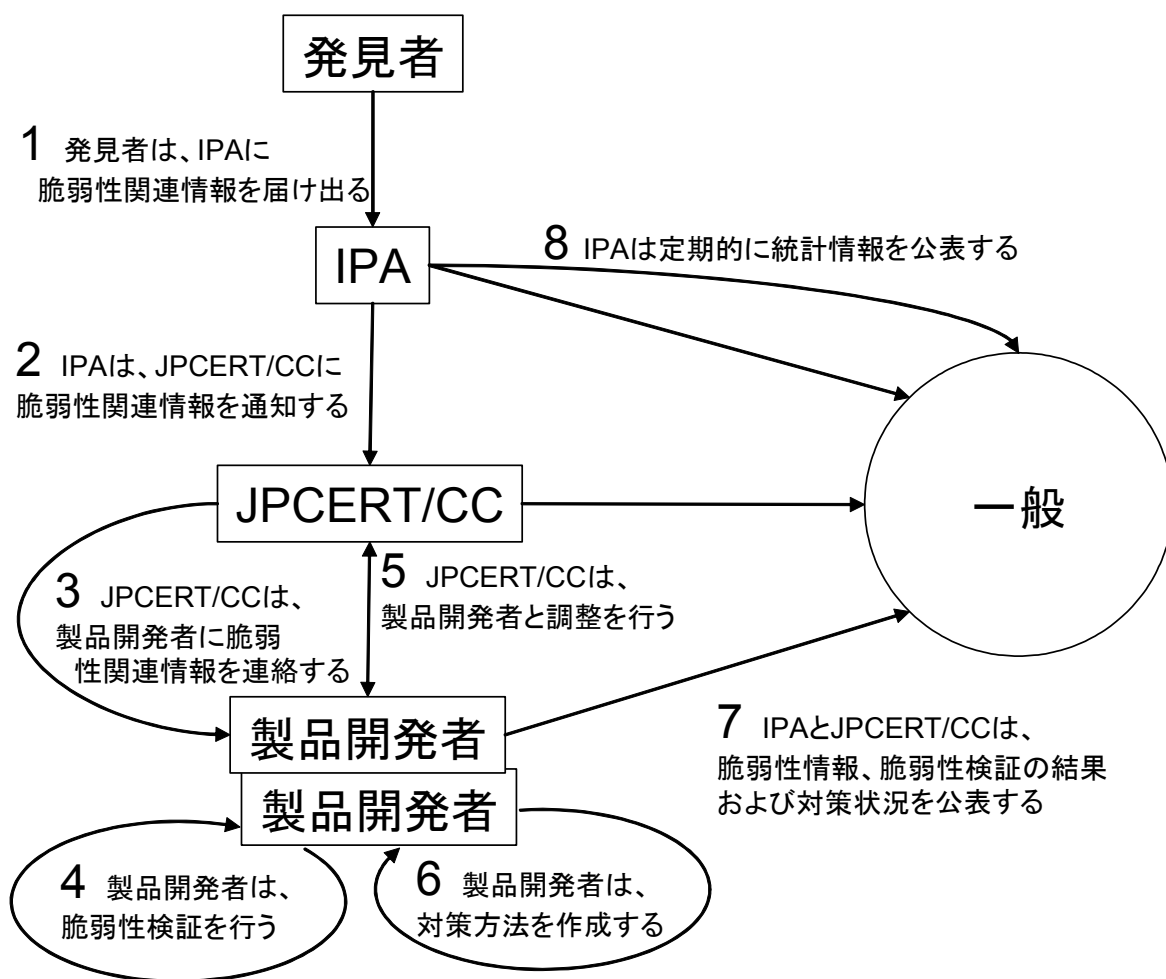 発見者
1 発見者は、IPAに
脆弱性関連情報を届け出る
IPA
8 IPAは定期的に統計情報を公表する
2 IPAは、JPCERT/CCに
脆弱性関連情報を通知する
JPCERT/CC
一般
3 JPCERT/CCは、
製品開発者に脆弱
性関連情報を連絡する
5 JPCERT/CCは、
製品開発者と調整を行う
製品開発者
製品開発者
7 IPAとJPCERT/CCは、
脆弱性情報、脆弱性検証の結果
および対策状況を公表する
4 製品開発者は、
脆弱性検証を行う
6 製品開発者は、
対策方法を作成する